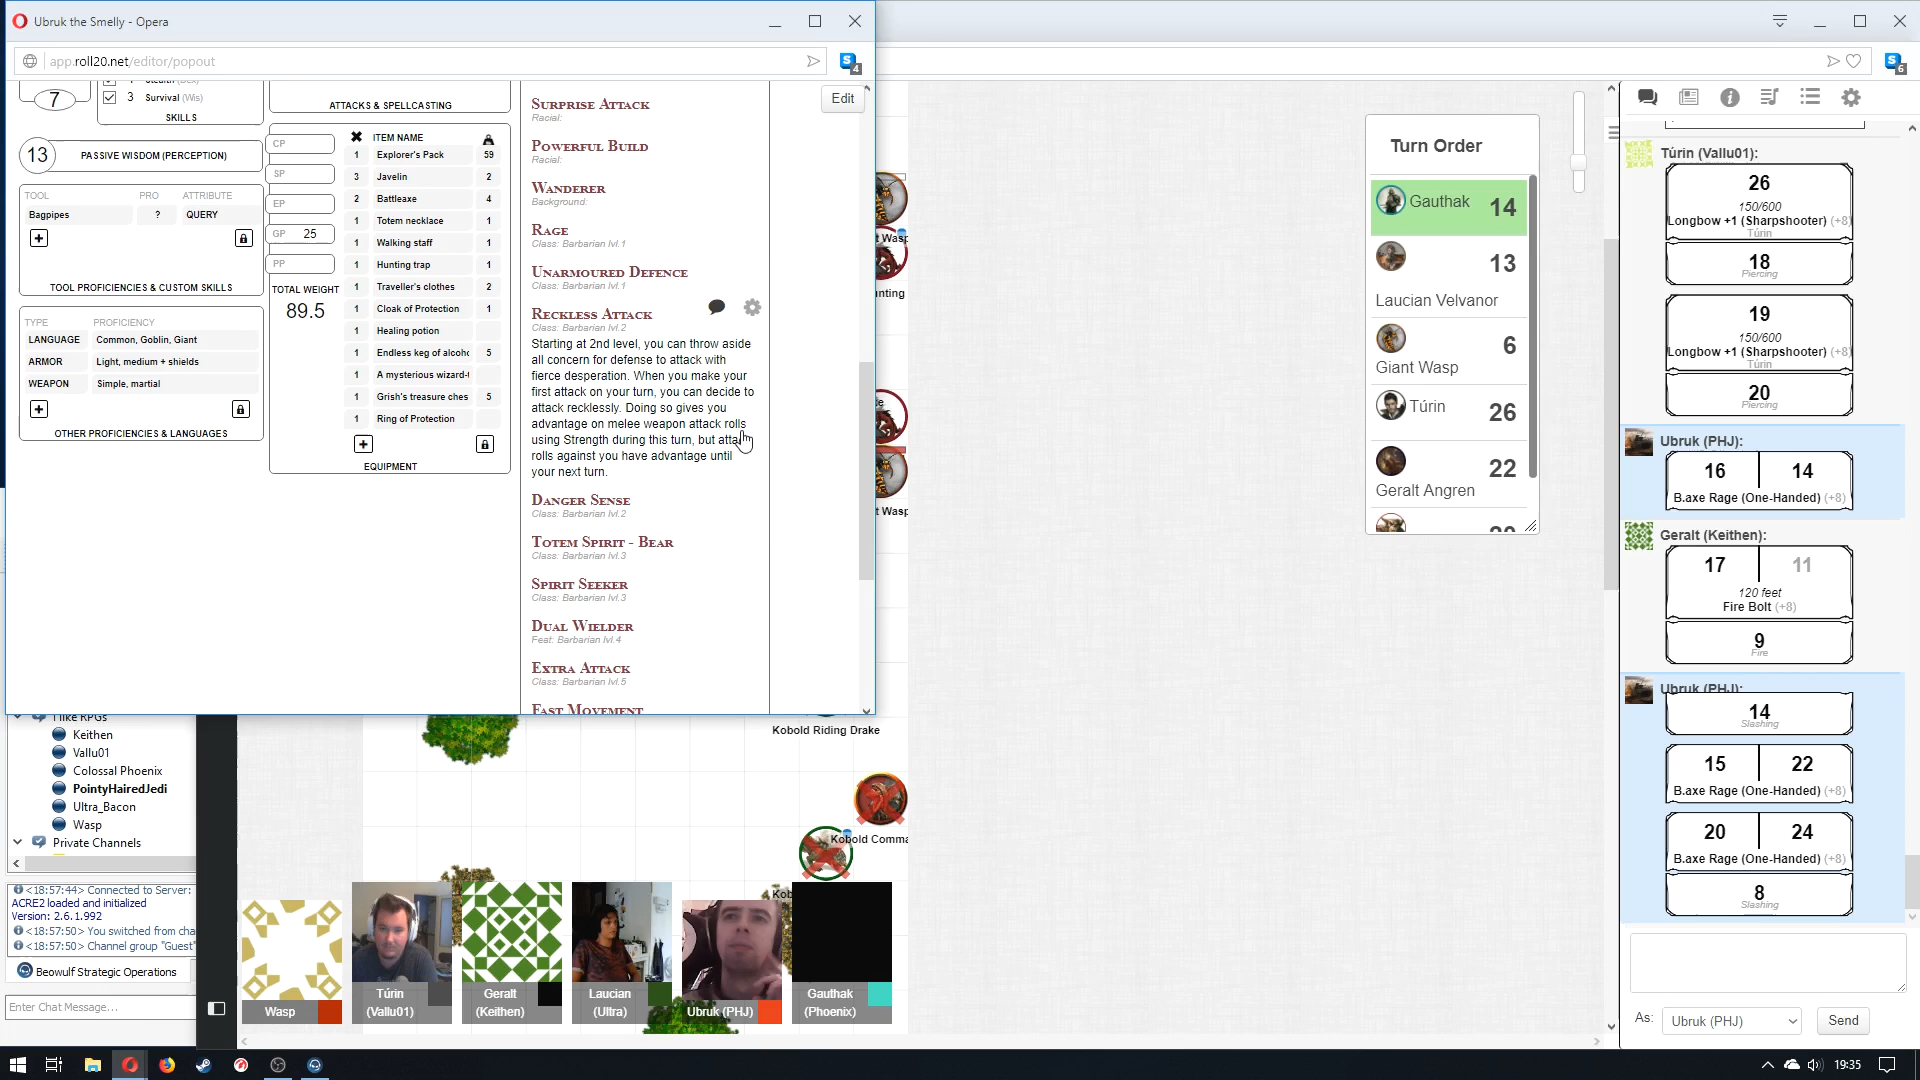 Ubruk the Smelly - Opera
app.roll20.net/editor/popout
4
6
7
3 Survival (Wis)
SKILLS
13
PASSIVE WISDOM (PERCEPTION)
TOOL PRO ATTRIBUTE
Bagpipes ? QUERY
TOOL PROFICIENCIES & CUSTOM SKILLS
TYPE PROFICIENCY
LANGUAGE Common, Goblin, Giant
ARMOR Light, medium + shields
WEAPON Simple, martial
OTHER PROFICIENCIES & LANGUAGES
ATTACKS & SPELLCASTING
CP
SP
EP
GP 25
PP
TOTAL WEIGHT
89.5
ITEM NAME
1 Explorer's Pack 59
3 Javelin 2
2 Battleaxe 4
1 Totem necklace 1
1 Walking staff 1
1 Hunting trap 1
1 Traveller's clothes 2
1 Cloak of Protection 1
1 Healing potion
1 Endless keg of alcoho 5
1 A mysterious wizard-t
1 Grish's treasure ches 5
1 Ring of Protection
EQUIPMENT
Edit
Surprise Attack
Racial:
Powerful Build
Racial:
Wanderer
Background:
Rage
Class: Barbarian lvl.1
Unarmoured Defence
Class: Barbarian lvl.1
Reckless Attack
Class: Barbarian lvl.2
Starting at 2nd level, you can throw aside
all concern for defense to attack with
fierce desperation. When you make your
first attack on your turn, you can decide to
attack recklessly. Doing so gives you
advantage on melee weapon attack rolls
using Strength during this turn, but atta
rolls against you have advantage until
your next turn.
Danger Sense
Class: Barbarian lvl.2
Totem Spirit - Bear
Class: Barbarian lvl.3
Spirit Seeker
Class: Barbarian lvl.3
Dual Wielder
Feat: Barbarian lvl.4
Extra Attack
Class: Barbarian lvl.5
Fast Movement
t Wasp
nting
t Wasp
Kobold Riding Drake
Kobold Comma
Kob
Turn Order
Gauthak 14
13
Laucian Velvanor
6
Giant Wasp
Túrin 26
22
Geralt Angren
Túrin (Vallu01):
26
150/600
Longbow +1 (Sharpshooter) (+8)
Túrin
18
Piercing
19
150/600
Longbow +1 (Sharpshooter) (+8)
Túrin
20
Piercing
Ubruk (PHJ):
16 14
B.axe Rage (One-Handed) (+8)
Geralt (Keithen):
17 11
120 feet
Fire Bolt (+8)
9
Fire
Ubruk (PHJ):
14
Slashing
15 22
B.axe Rage (One-Handed) (+8)
20 24
B.axe Rage (One-Handed) (+8)
8
Slashing
As: Ubruk (PHJ) Send
I like RPGs
Keithen
Vallu01
Colossal Phoenix
PointyHairedJedi
Ultra_Bacon
Wasp
Private Channels
<18:57:44> Connected to Server:
ACRE2 loaded and initialized
Version: 2.6.1.992
<18:57:50> You switched from cha
<18:57:50> Channel group "Guest"
Beowulf Strategic Operations
Enter Chat Message...
Wasp
Túrin
(Vallu01)
Geralt
(Keithen)
Laucian
(Ultra)
Ubruk (PHJ)
Gauthak
(Phoenix)
19:35